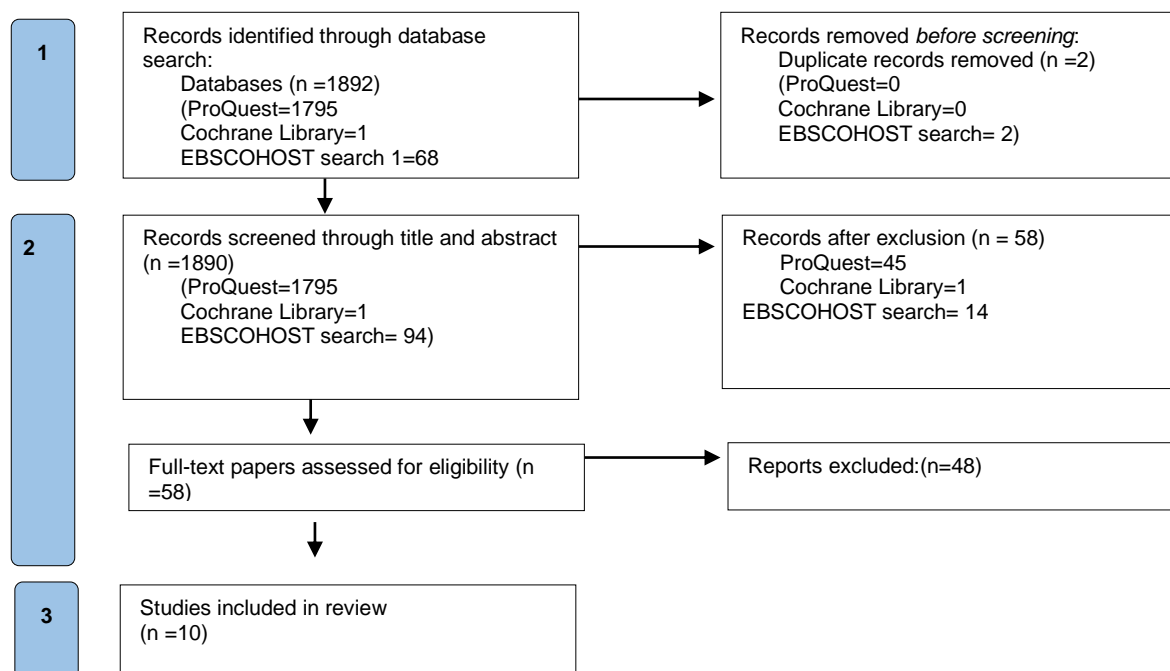 1
Records identified through database
search:
Databases (n =1892)
(ProQuest=1795
Cochrane Library=1
EBSCOHOST search 1=68
Records removed before screening:
Duplicate records removed (n =2)
(ProQuest=0
Cochrane Library=0
EBSCOHOST search= 2)
2
Records screened through title and abstract
(n =1890)
(ProQuest=1795
Cochrane Library=1
EBSCOHOST search= 94)
Records after exclusion (n = 58)
ProQuest=45
Cochrane Library=1
EBSCOHOST search= 14
Full-text papers assessed for eligibility (n
=58)
Reports excluded:(n=48)
3
Studies included in review
(n =10)